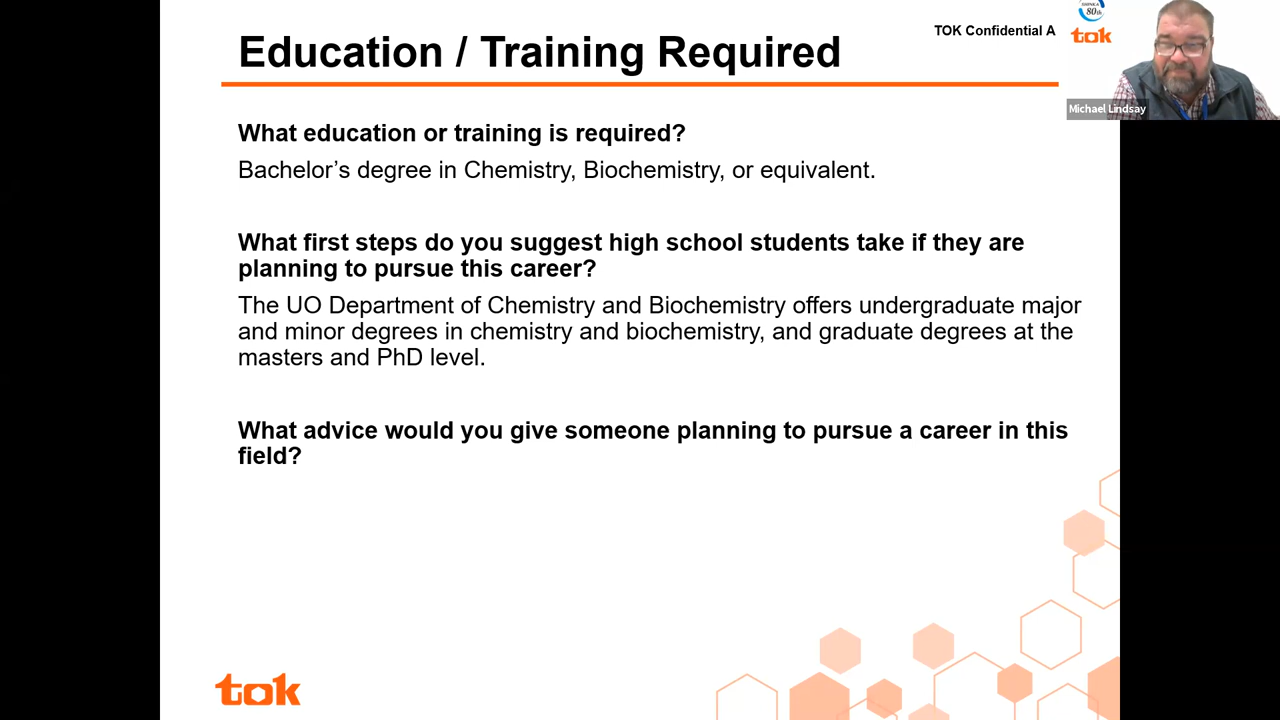 Education / Training Required
TOK Confidential A
80th
tok
Michael Lindsay
What education or training is required?
Bachelor’s degree in Chemistry, Biochemistry, or equivalent.
What first steps do you suggest high school students take if they are
planning to pursue this career?
The UO Department of Chemistry and Biochemistry offers undergraduate major
and minor degrees in chemistry and biochemistry, and graduate degrees at the
masters and PhD level.
What advice would you give someone planning to pursue a career in this
field?
tok